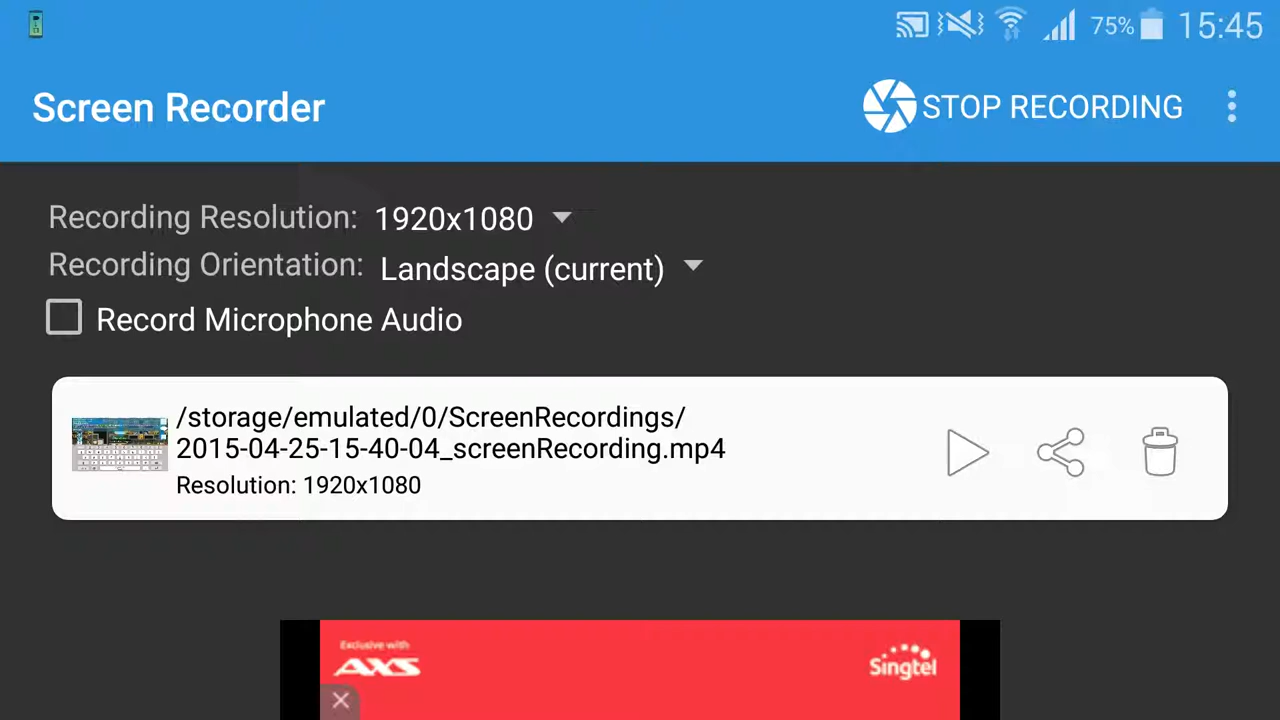 75% 15:45
Screen Recorder
STOP RECORDING
Recording Resolution: 1920x1080
Recording Orientation: Landscape (current)
Record Microphone Audio
/storage/emulated/0/ScreenRecordings/
2015-04-25-15-40-04_screenRecording.mp4
Resolution: 1920x1080
Exclusive with
AXS
Singtel